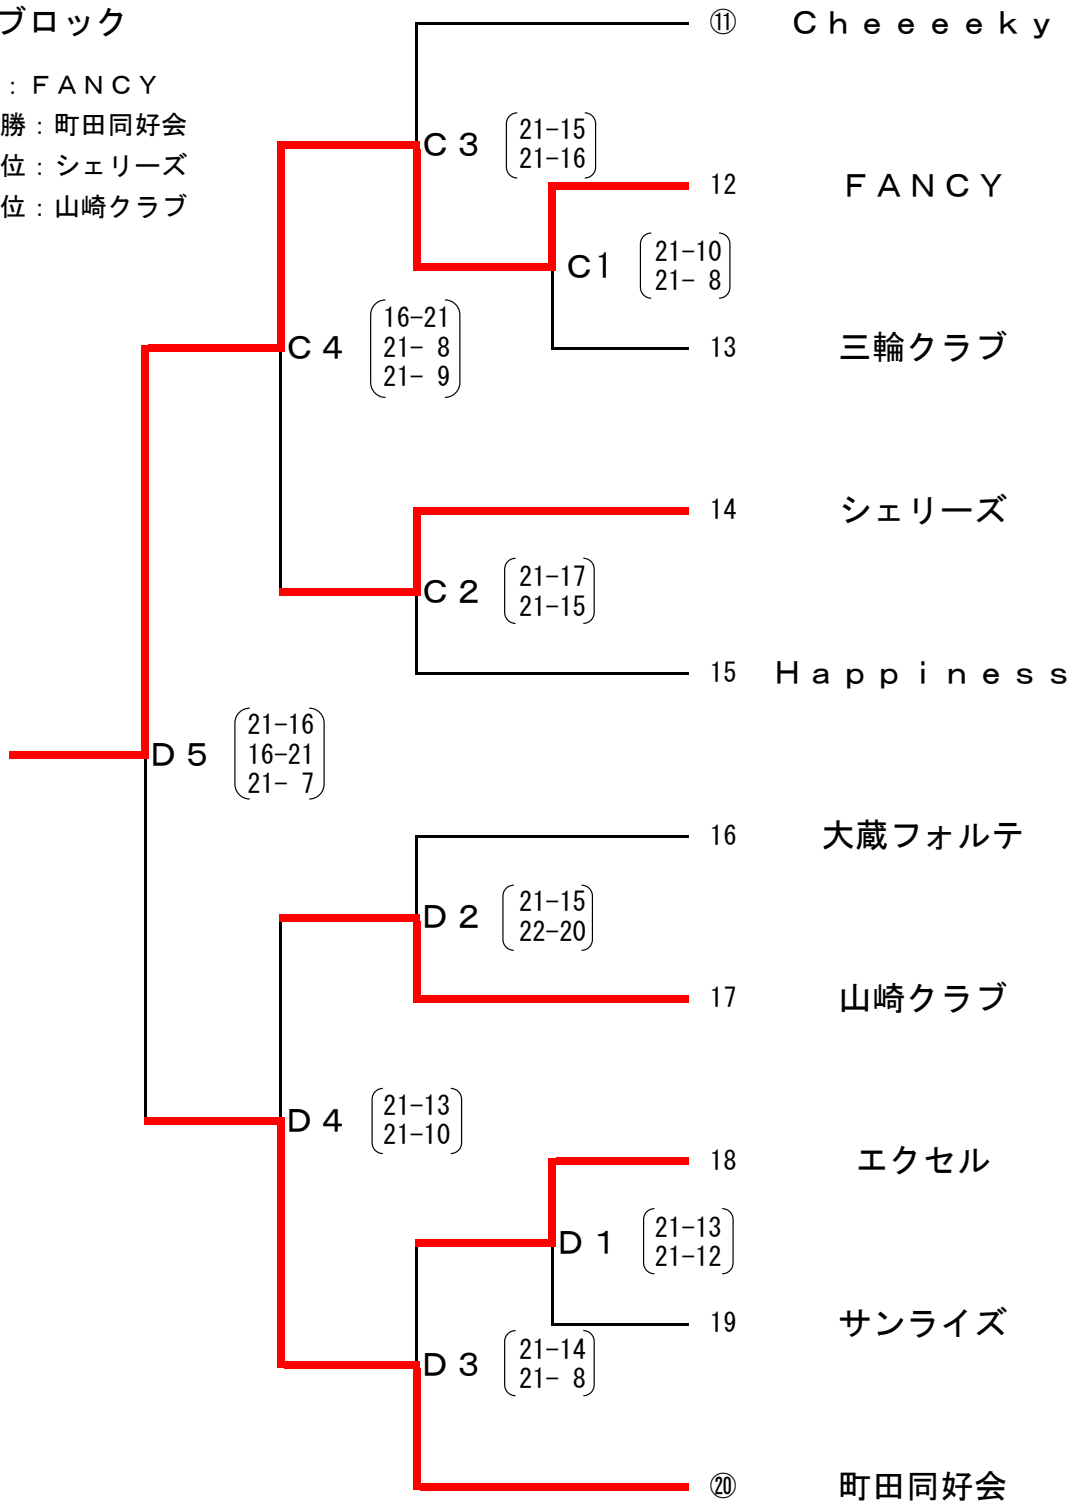 ブロック
：ＦＡＮＣＹ
勝：町田同好会
位：シェリーズ
位：山崎クラブ
⑪ Ｃｈｅｅｅｅｋｙ
Ｃ３
21−15
21−16
12 ＦＡＮＣＹ
Ｃ1
21−10
21− 8
13 三輪クラブ
Ｃ４
16−21
21− 8
21− 9
14 シェリーズ
Ｃ２
21−17
21−15
15 Ｈａｐｐｉｎｅｓｓ
Ｄ５
21−16
16−21
21− 7
16 大蔵フォルテ
Ｄ２
21−15
22−20
17 山崎クラブ
Ｄ４
21−13
21−10
18 エクセル
Ｄ１
21−13
21−12
19 サンライズ
Ｄ３
21−14
21− 8
⑳ 町田同好会